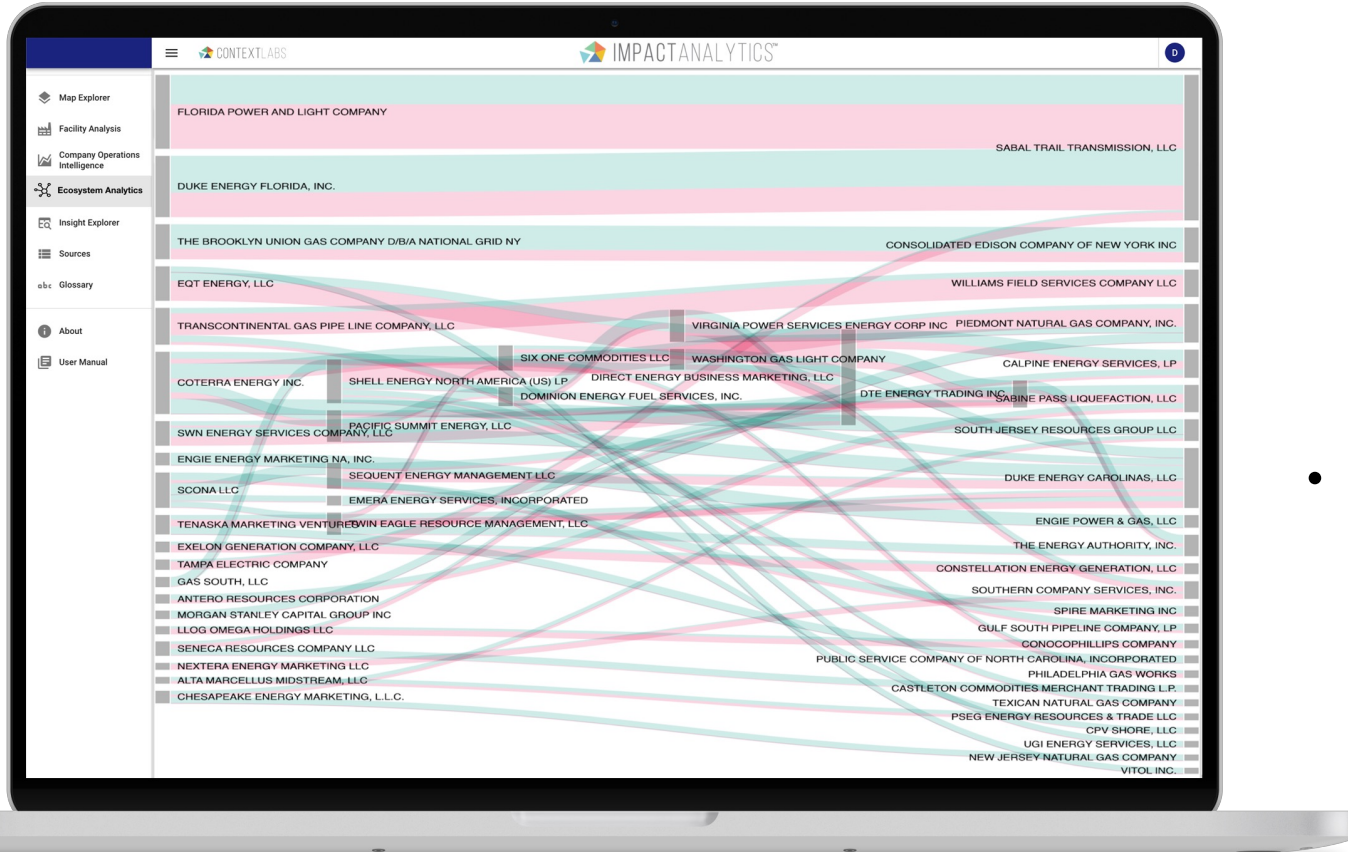 CONTEXTLABS
IMPACTANALYTICS™
D
Map Explorer
Facility Analysis
Company Operations
Intelligence
Ecosystem Analytics
Insight Explorer
Sources
abc Glossary
About
User Manual
FLORIDA POWER AND LIGHT COMPANY
DUKE ENERGY FLORIDA, INC.
THE BROOKLYN UNION GAS COMPANY D/B/A NATIONAL GRID NY
EQT ENERGY, LLC
TRANSCONTINENTAL GAS PIPE LINE COMPANY, LLC
COTERRA ENERGY INC.
SWN ENERGY SERVICES COMPANY, LLC
ENGIE ENERGY MARKETING NA, INC.
SCONA LLC
TENASKA MARKETING VENTURES
EXELON GENERATION COMPANY, LLC
TAMPA ELECTRIC COMPANY
GAS SOUTH, LLC
ANTERO RESOURCES CORPORATION
MORGAN STANLEY CAPITAL GROUP INC
LLOG OMEGA HOLDINGS LLC
SENECA RESOURCES COMPANY LLC
NEXTERA ENERGY MARKETING LLC
ALTA MARCELLUS MIDSTREAM, LLC
CHESAPEAKE ENERGY MARKETING, L.L.C.
SHELL ENERGY NORTH AMERICA (US) LP
PACIFIC SUMMIT ENERGY, LLC
SEQUENT ENERGY MANAGEMENT LLC
EMERA ENERGY SERVICES, INCORPORATED
TWIN EAGLE RESOURCE MANAGEMENT, LLC
SIX ONE COMMODITIES LLC
DOMINION ENERGY FUEL SERVICES, INC.
VIRGINIA POWER SERVICES ENERGY CORP INC
WASHINGTON GAS LIGHT COMPANY
DIRECT ENERGY BUSINESS MARKETING, LLC
DTE ENERGY TRADING INC.
SABAL TRAIL TRANSMISSION, LLC
CONSOLIDATED EDISON COMPANY OF NEW YORK INC
WILLIAMS FIELD SERVICES COMPANY LLC
PIEDMONT NATURAL GAS COMPANY, INC.
CALPINE ENERGY SERVICES, LP
SABINE PASS LIQUEFACTION, LLC
SOUTH JERSEY RESOURCES GROUP LLC
DUKE ENERGY CAROLINAS, LLC
ENGIE POWER & GAS, LLC
THE ENERGY AUTHORITY, INC.
CONSTELLATION ENERGY GENERATION, LLC
SOUTHERN COMPANY SERVICES, INC.
SPIRE MARKETING INC
GULF SOUTH PIPELINE COMPANY, LP
CONOCOPHILLIPS COMPANY
PUBLIC SERVICE COMPANY OF NORTH CAROLINA, INCORPORATED
PHILADELPHIA GAS WORKS
CASTLETON COMMODITIES MERCHANT TRADING L.P.
TEXICAN NATURAL GAS COMPANY
PSEG ENERGY RESOURCES & TRADE LLC
CPV SHORE, LLC
UGI ENERGY SERVICES, LLC
NEW JERSEY NATURAL GAS COMPANY
VITOL INC.